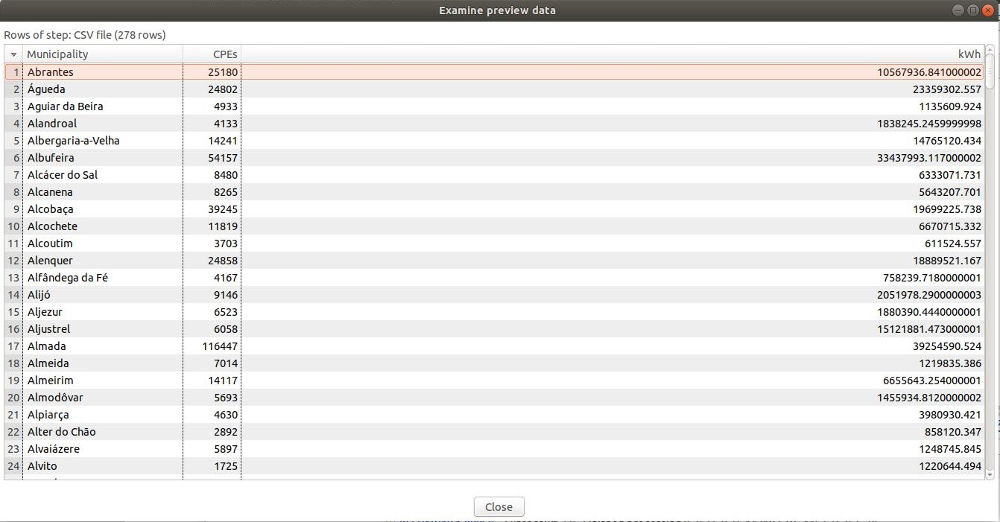 Examine preview data
Rows of step: CSV file (278 rows)
Municipality CPEs kWh
1 Abrantes 25180 10567936.841000002
2 Águeda 24802 23359302.557
3 Aguiar da Beira 4933 1135609.924
4 Alandroal 4133 1838245.2459999998
5 Albergaria-a-Velha 14241 14765120.434
6 Albufeira 54157 33437993.117000002
7 Alcácer do Sal 8480 6333071.731
8 Alcanena 8265 5643207.701
9 Alcobaça 39245 19699225.738
10 Alcochete 11819 6670715.332
11 Alcoutim 3703 611524.557
12 Alenquer 24858 18889521.167
13 Alfândega da Fé 4167 758239.7180000001
14 Alijó 9146 2051978.2900000003
15 Aljezur 6523 1880390.4440000001
16 Aljustrel 6058 15121881.473000001
17 Almada 116447 39254590.524
18 Almeida 7014 1219835.386
19 Almeirim 14117 6655643.254000001
20 Almodôvar 5693 1455934.8120000002
21 Alpiarça 4630 3980930.421
22 Alter do Chão 2892 858120.347
23 Alvaiázere 5897 1248745.845
24 Alvito 1725 1220644.494
Close